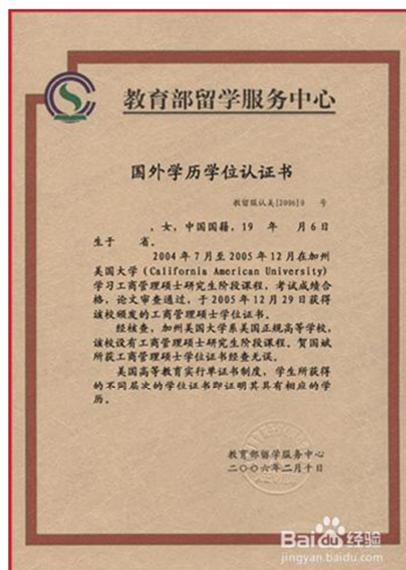 教育部留学服务中心
国外学历学位认证书
教留服认美[2006]0 号
,女,中国国籍,19 年 月6日
生于 省。
2004年7月至2005年12月在加州
美国大学(California American University)
学习工商管理硕士研究生阶段课程,考试成绩合
格,论文审查通过,于2005年12月29日获得
该校颁发的工商管理硕士学位证书。
经核查,加州美国大学系美国正规高等学校,
该校设有工商管理硕士研究生阶段课程。贺国斌
所获工商管理硕士学位证书经查无误。
美国高等教育实行单证书制度,学生所获得
的不同层次的学位证书即证明其具有相应的学
历。
教育部留学服务中心
二〇〇六年二月十日
Baidu经验
jingyan.baidu.com